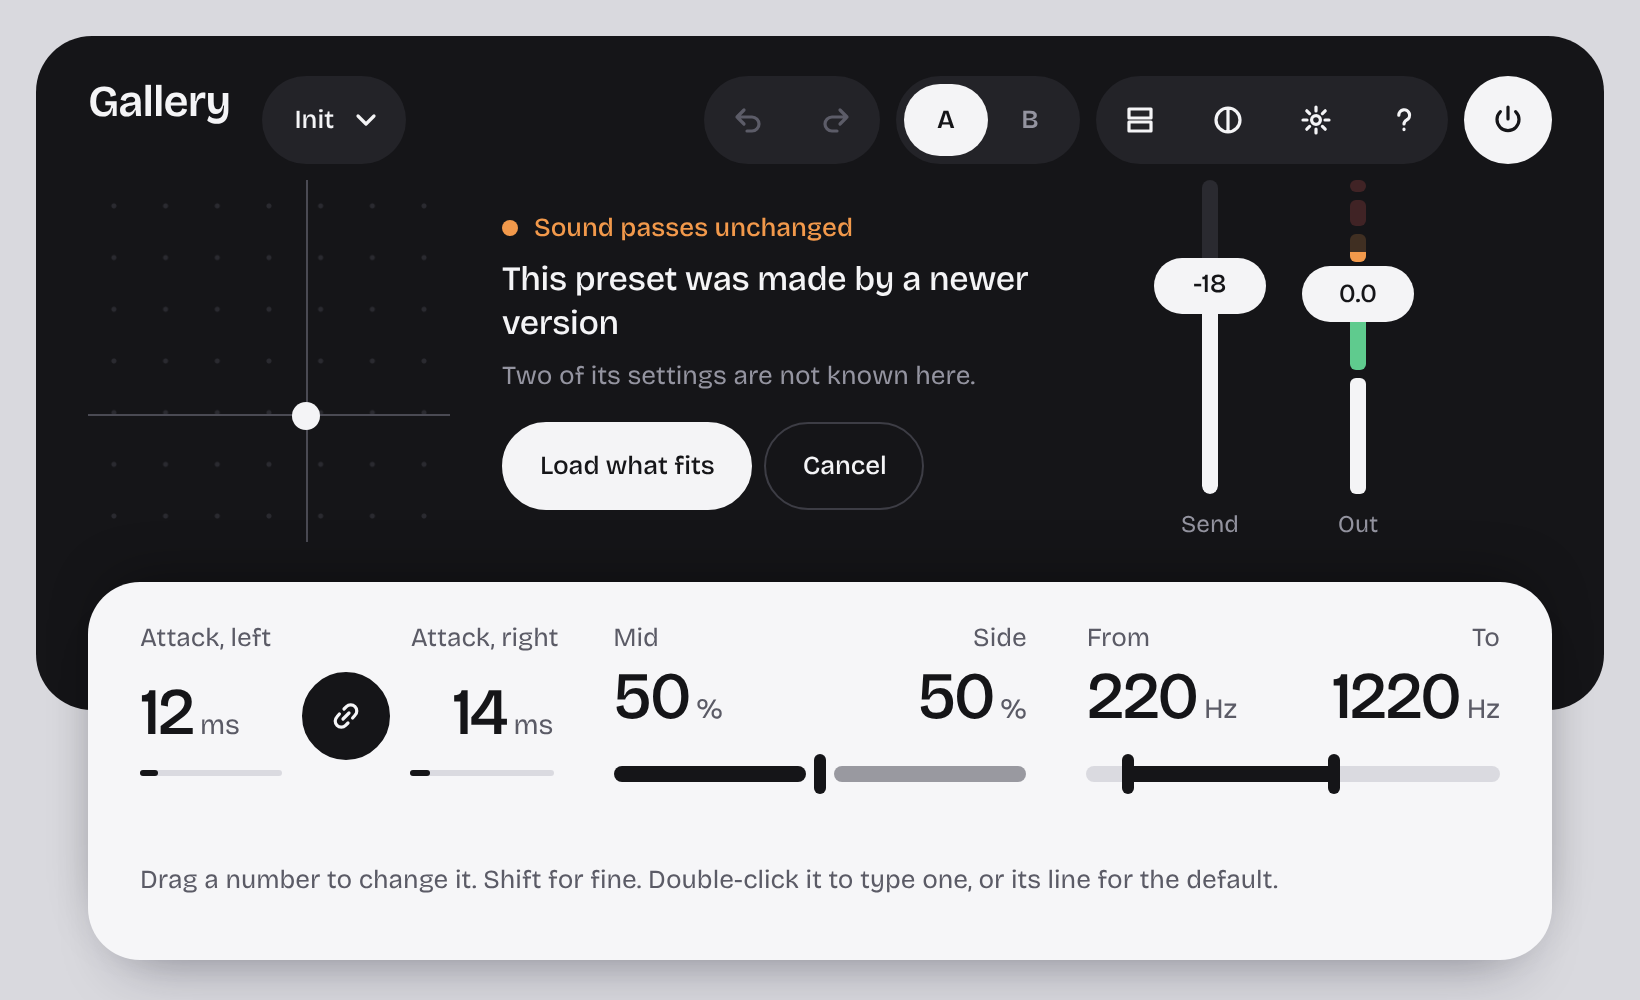 Gallery
Init
A
B
?
Sound passes unchanged
This preset was made by a newer
version
Two of its settings are not known here.
Load what fits
Cancel
-18
0.0
Send
Out
Attack, left
Attack, right
Mid
Side
From
To
12 ms
14 ms
50 %
50 %
220 Hz
1220 Hz
Drag a number to change it. Shift for fine. Double-click it to type one, or its line for the default.